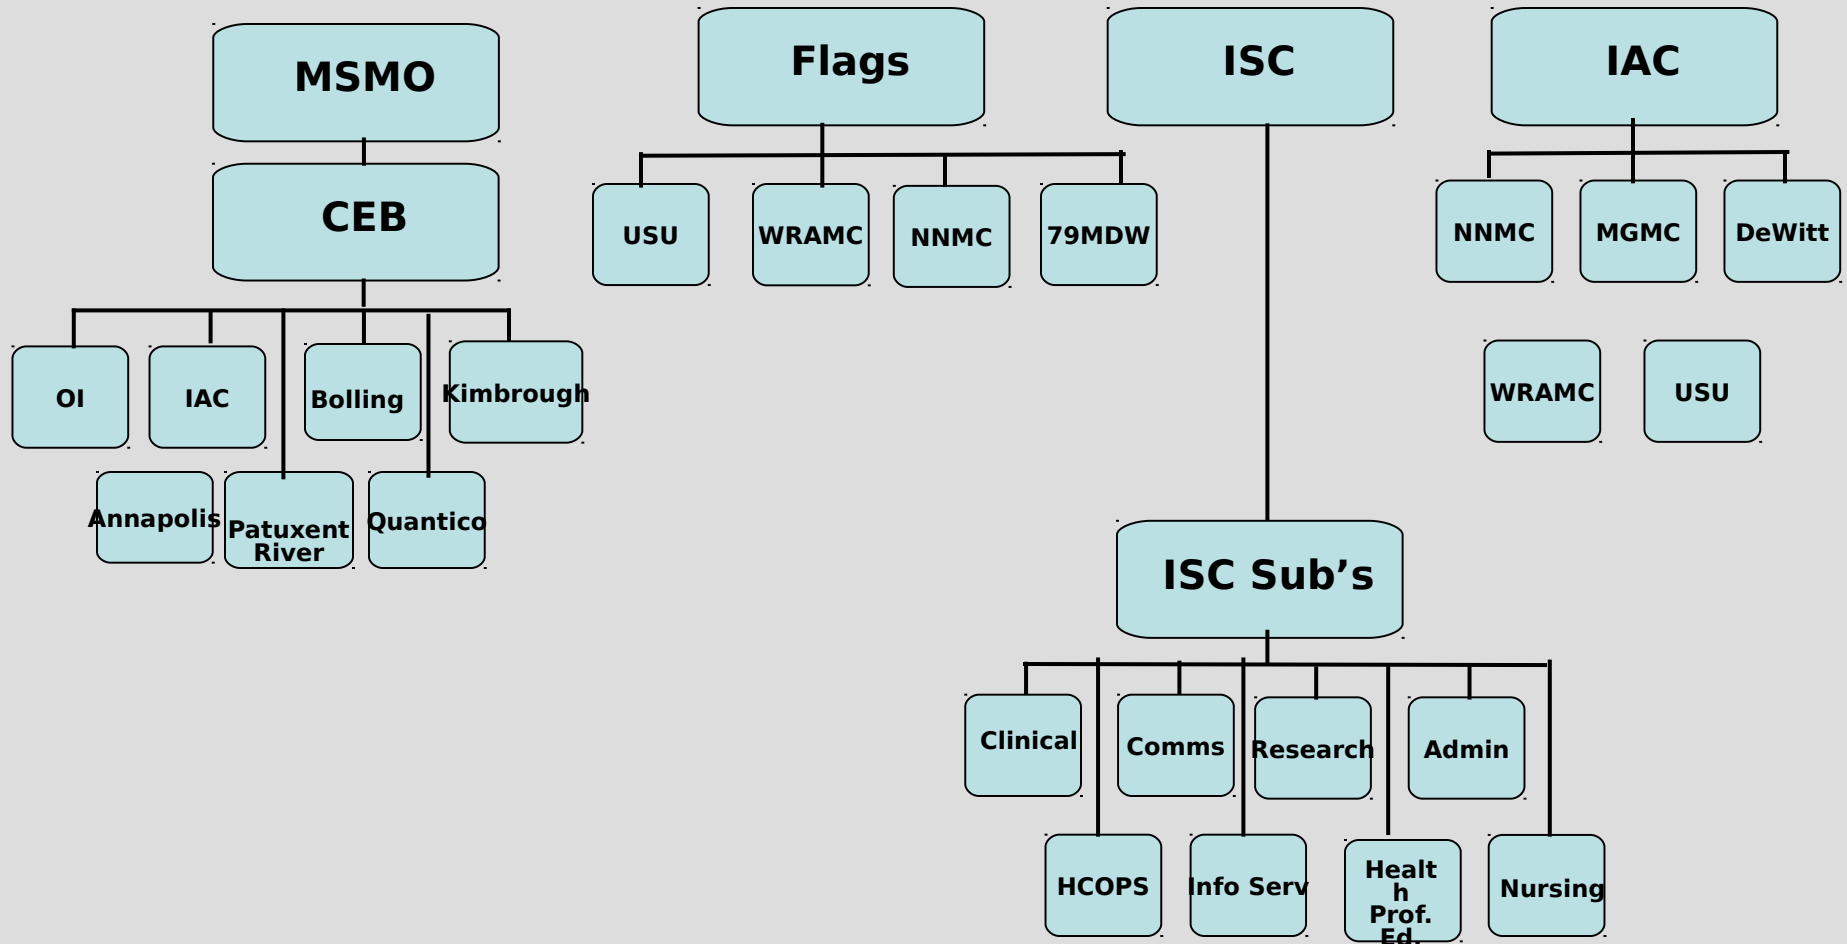 MSMO
Flags
ISC
IAC
CEB
USU
WRAMC
NNMC
79MDW
NNMC
MGMC
DeWitt
OI
IAC
Bolling
Kimbrough
WRAMC
USU
Annapolis
Patuxent
River
Quantico
ISC Sub’s
Clinical
Comms
Research
Admin
HCOPS
Info Serv
Healt
h
Prof.
Ed.
Nursing